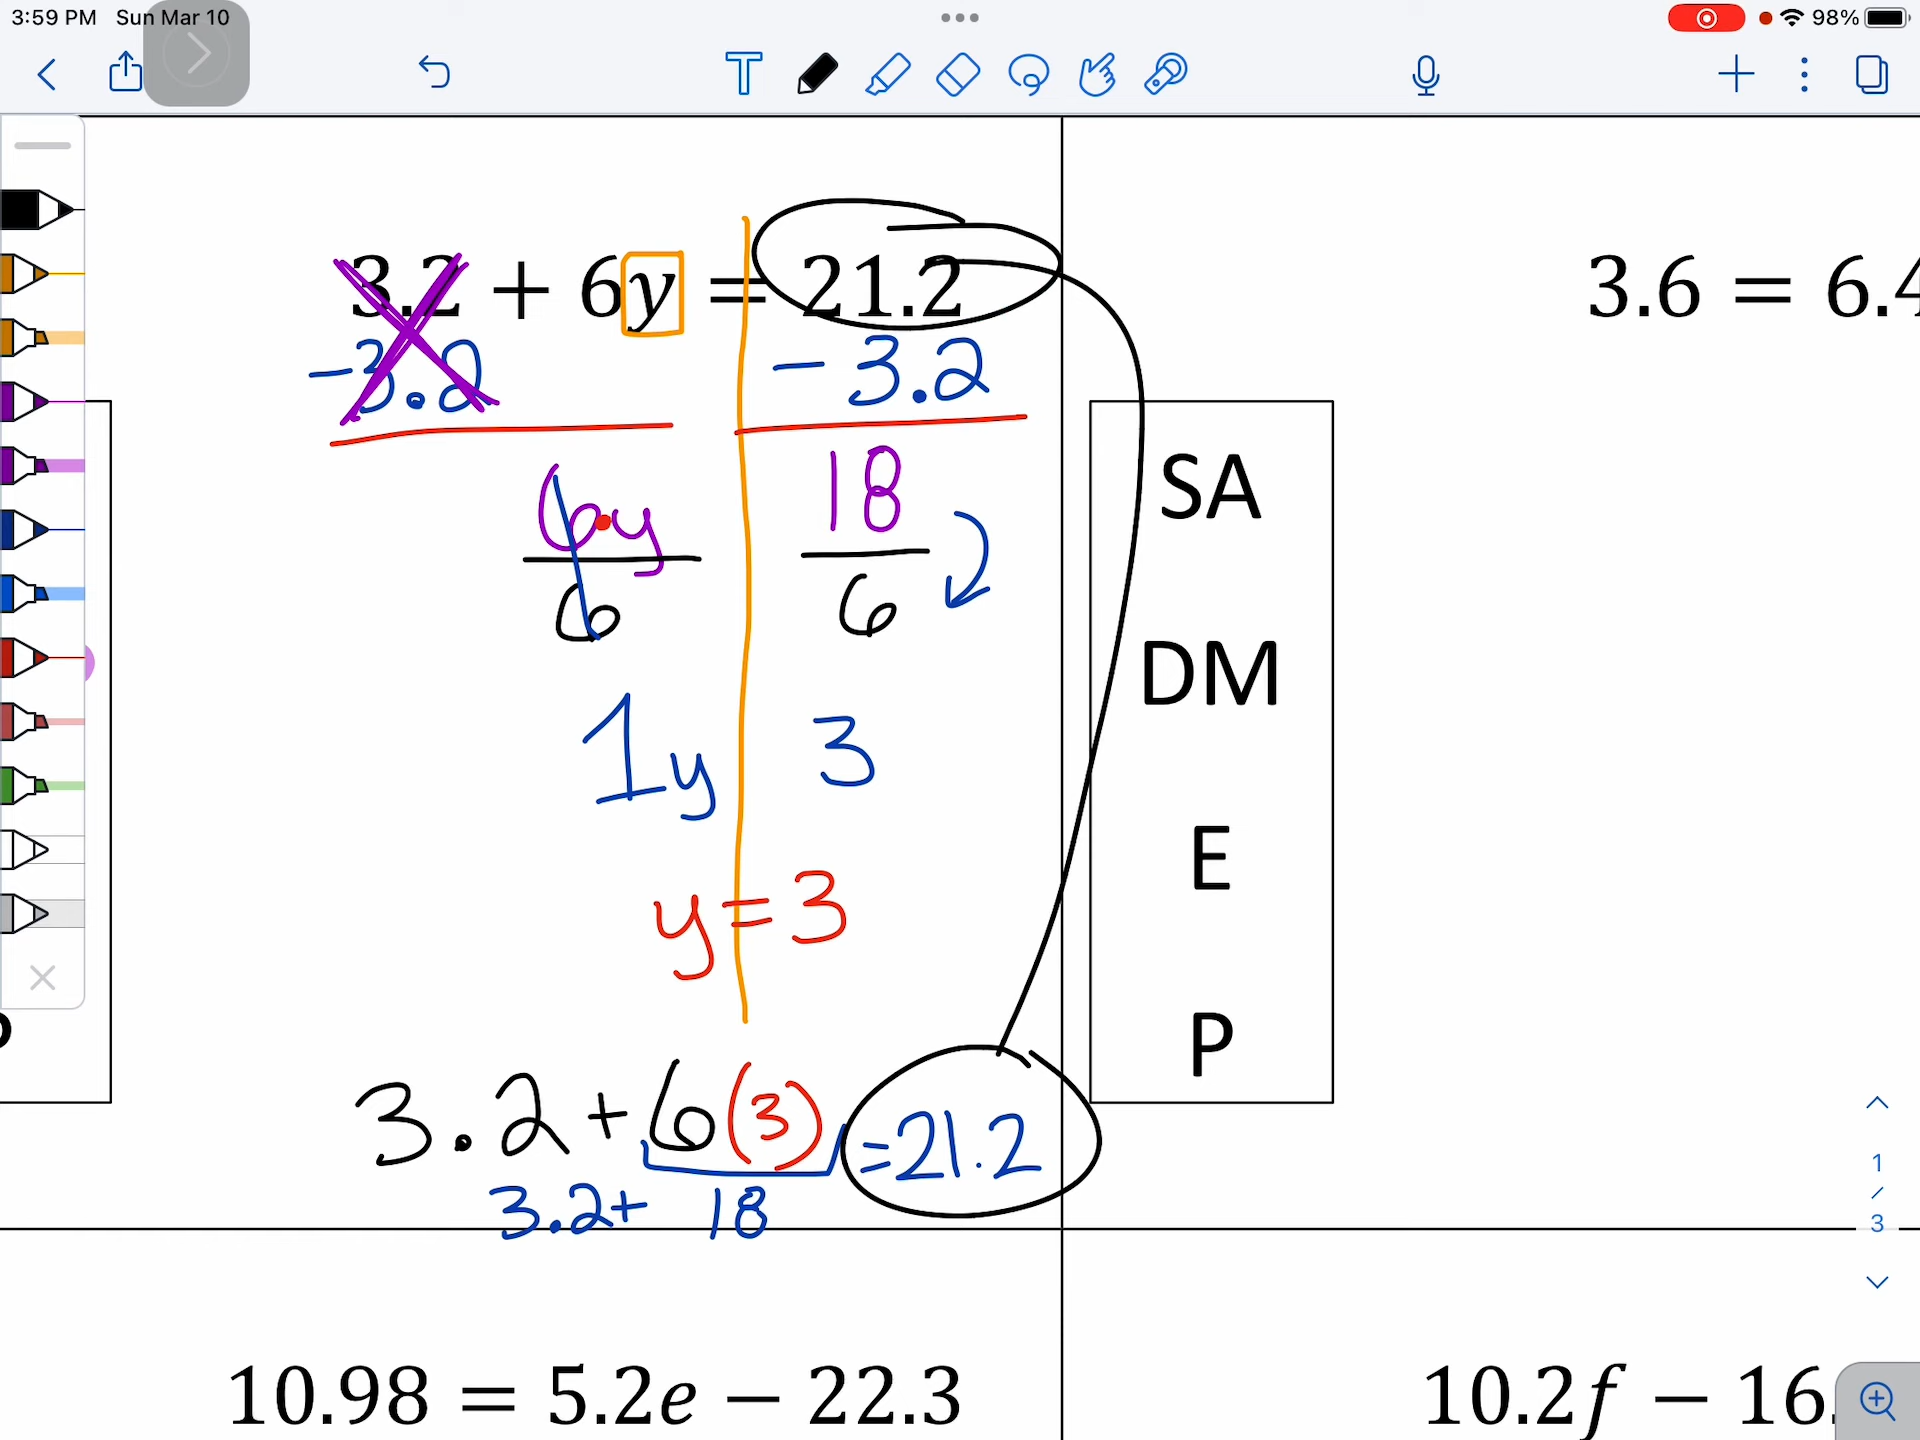 3:59 PM Sun Mar 10
98%
T
3.2 + 6y = 21.2
3.6 = 6.4
-3.2 -3.2
6·y 18
6 6
1y 3
y=3
3.2+6(3) =21.2
3.2+ 18
SA
DM
E
P
1
/
3
10.98 = 5.2e − 22.3
10.2f − 16.